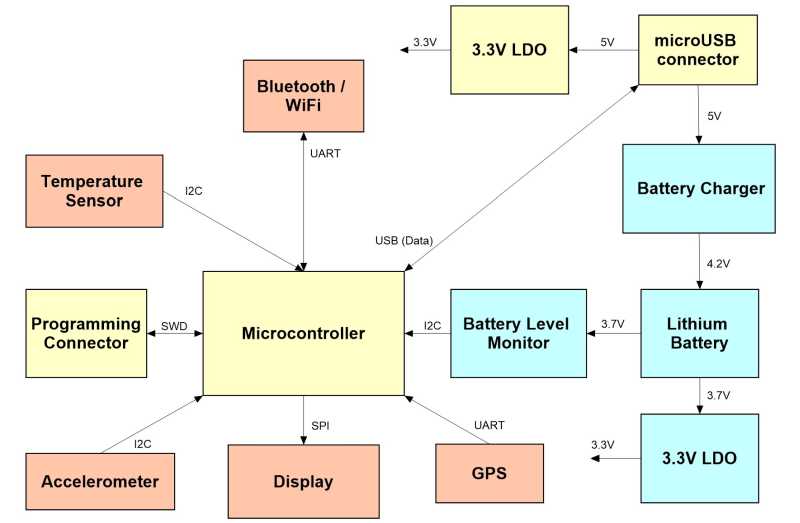 3.3V
3.3V LDO
5V
microUSB
connector
Bluetooth /
WiFi
5V
UART
Temperature
Sensor
I2C
Battery Charger
USB (Data)
4.2V
Programming
Connector
SWD
Microcontroller
I2C
Battery Level
Monitor
3.7V
Lithium
Battery
3.7V
I2C
SPI
UART
3.3V
3.3V LDO
Accelerometer
Display
GPS